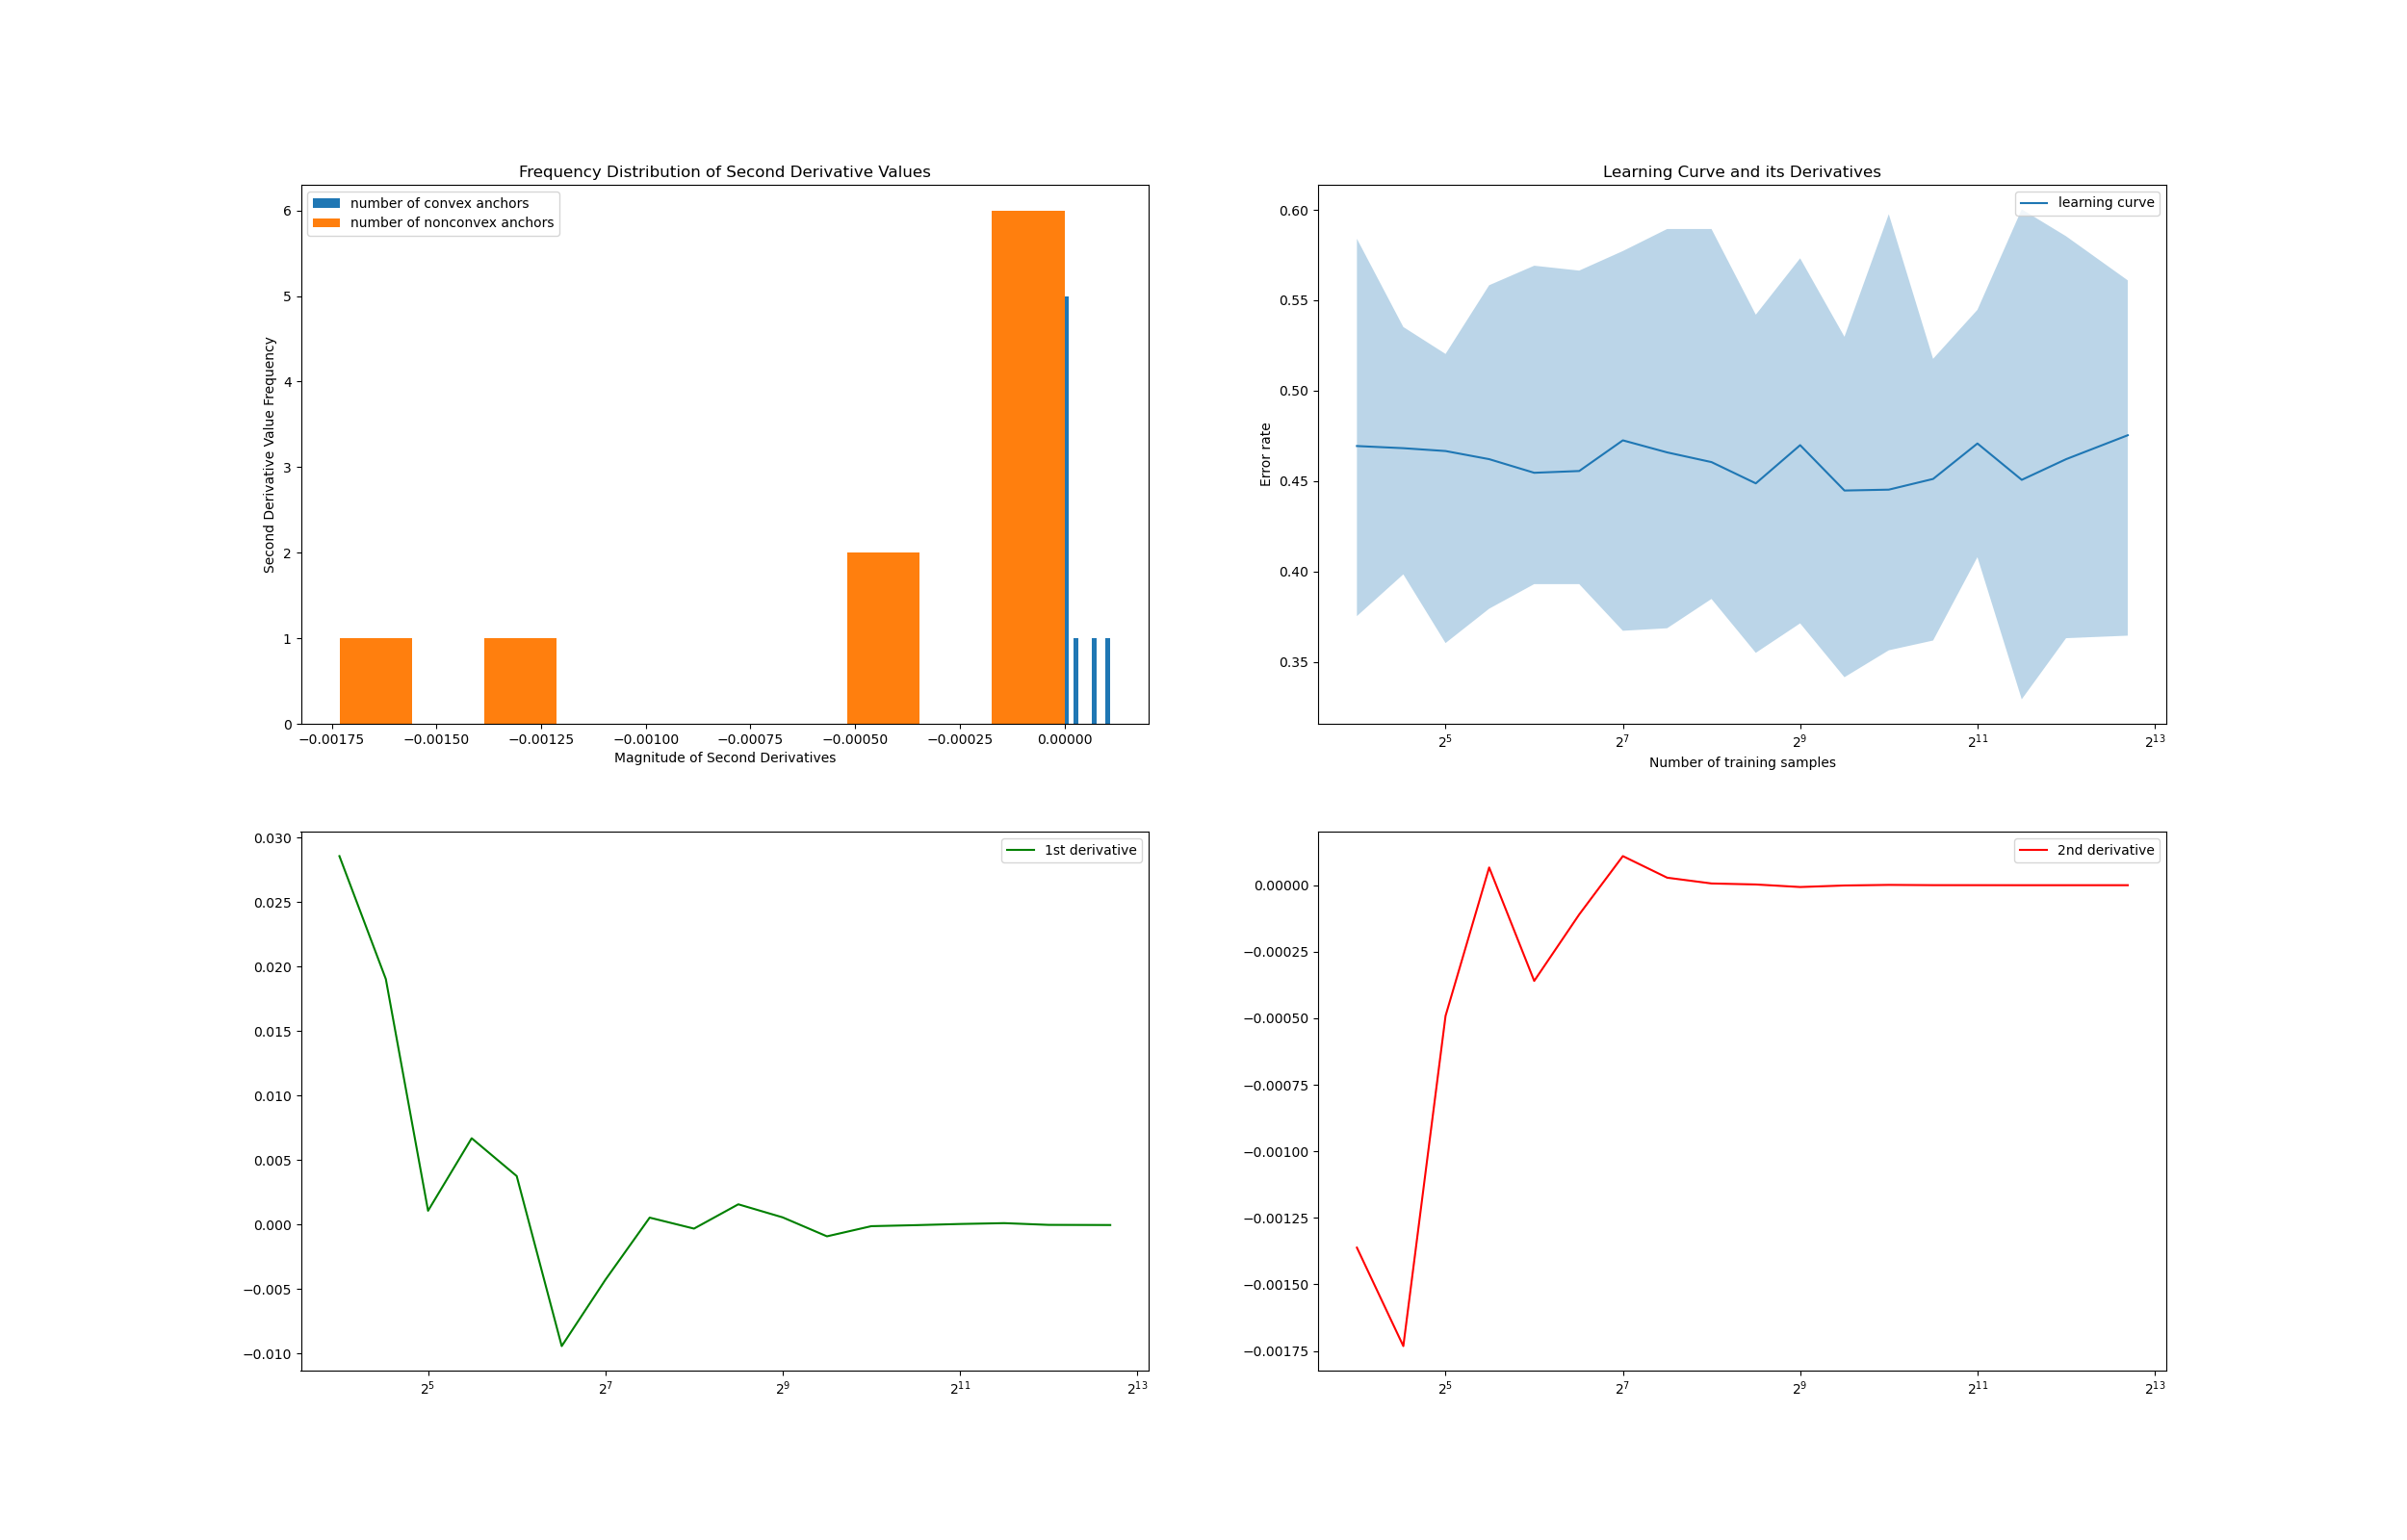 Frequency Distribution of Second Derivative Values
number of convex anchors
number of nonconvex anchors
Second Derivative Value Frequency
6
5
4
3
2
1
0
−0.00175 −0.00150 −0.00125 −0.00100 −0.00075 −0.00050 −0.00025 0.00000
Magnitude of Second Derivatives
Learning Curve and its Derivatives
learning curve
Error rate
0.60
0.55
0.50
0.45
0.40
0.35
2^5 2^7 2^9 2^11 2^13
Number of training samples
1st derivative
0.030
0.025
0.020
0.015
0.010
0.005
0.000
−0.005
−0.010
2^5 2^7 2^9 2^11 2^13
2nd derivative
0.00000
−0.00025
−0.00050
−0.00075
−0.00100
−0.00125
−0.00150
−0.00175
2^5 2^7 2^9 2^11 2^13